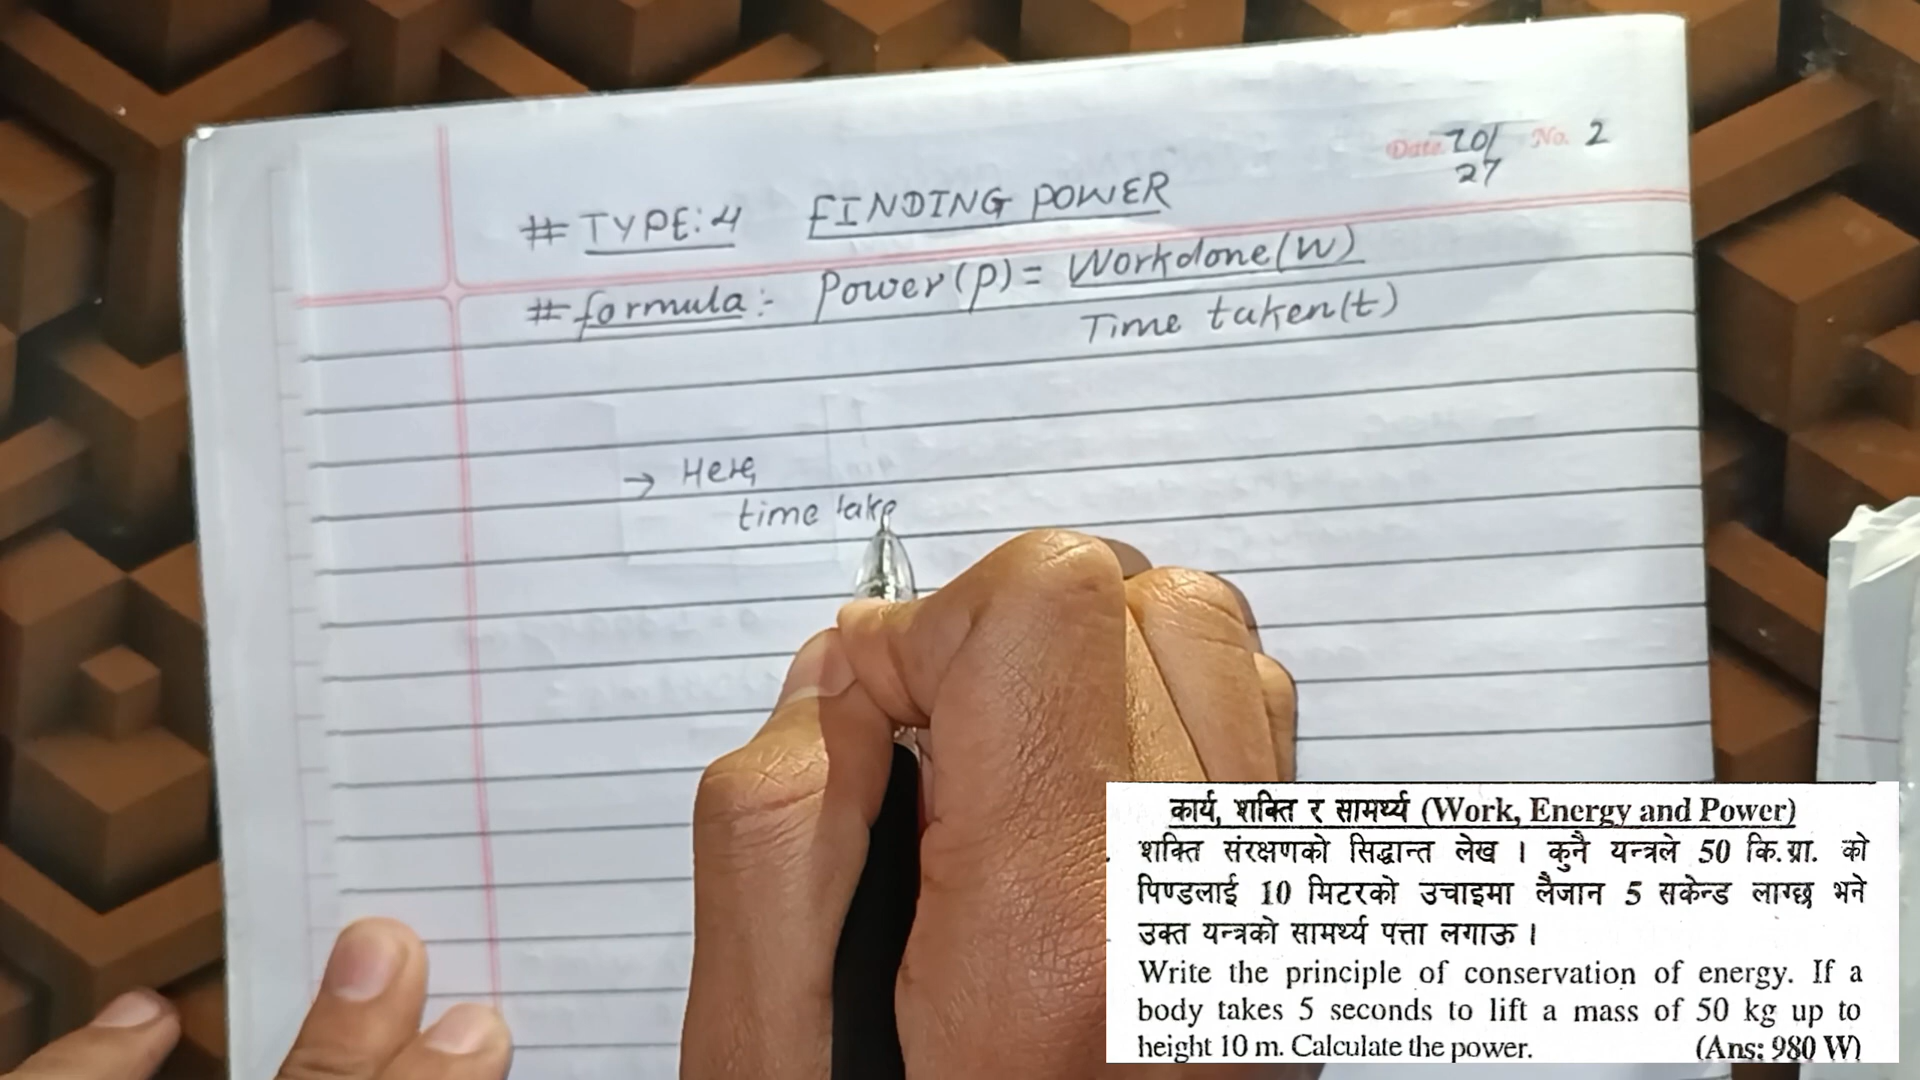 Date 20/ No. 2
27
# TYPE:4 FINDING POWER
# formula:- Power(p) = Workdone(W)
Time taken(t)
→ Here,
time take
कार्य, शक्ति र सामर्थ्य (Work, Energy and Power)
शक्ति संरक्षणको सिद्धान्त लेख । कुनै यन्त्रले 50 कि.ग्रा. को
पिण्डलाई 10 मिटरको उचाइमा लैजान 5 सकेन्ड लाग्छ भने
उक्त यन्त्रको सामर्थ्य पत्ता लगाऊ ।
Write the principle of conservation of energy. If a
body takes 5 seconds to lift a mass of 50 kg up to
height 10 m. Calculate the power. (Ans: 980 W)